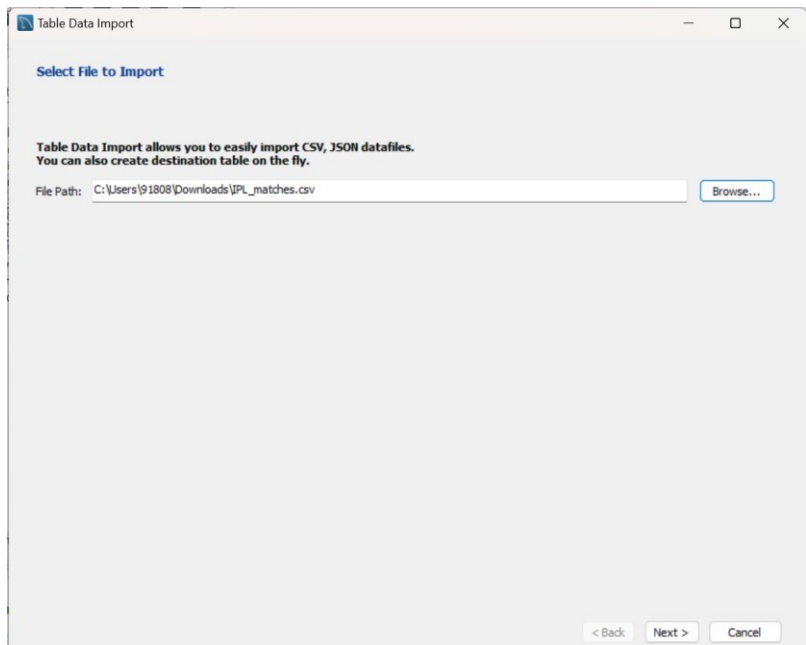 Table Data Import
Select File to Import
Table Data Import allows you to easily import CSV, JSON datafiles.
You can also create destination table on the fly.
File Path: C:\Users\91808\Downloads\IPL_matches.csv Browse...
< Back Next > Cancel